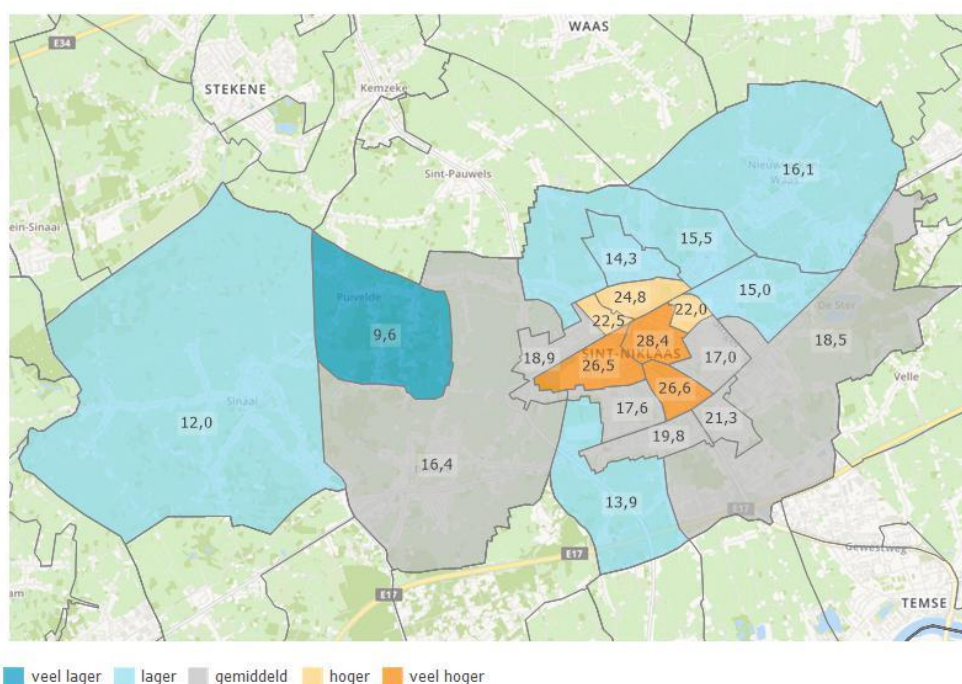 WAAS
E34
STEKENE
Kemzeke
Sint-Pauwels
16,1
ein-Sinaai
15,5
14,3
15,0
Puivelde
24,8
22,0
De Ster
22,5
9,6
28,4
18,5
SINT-NIKLAAS
18,9
17,0
26,5
Velle
26,6
Sinaai
17,6
21,3
12,0
19,8
16,4
13,9
E17
E17
Gewestweg
E17
am
TEMSE
veel lager lager gemiddeld hoger veel hoger